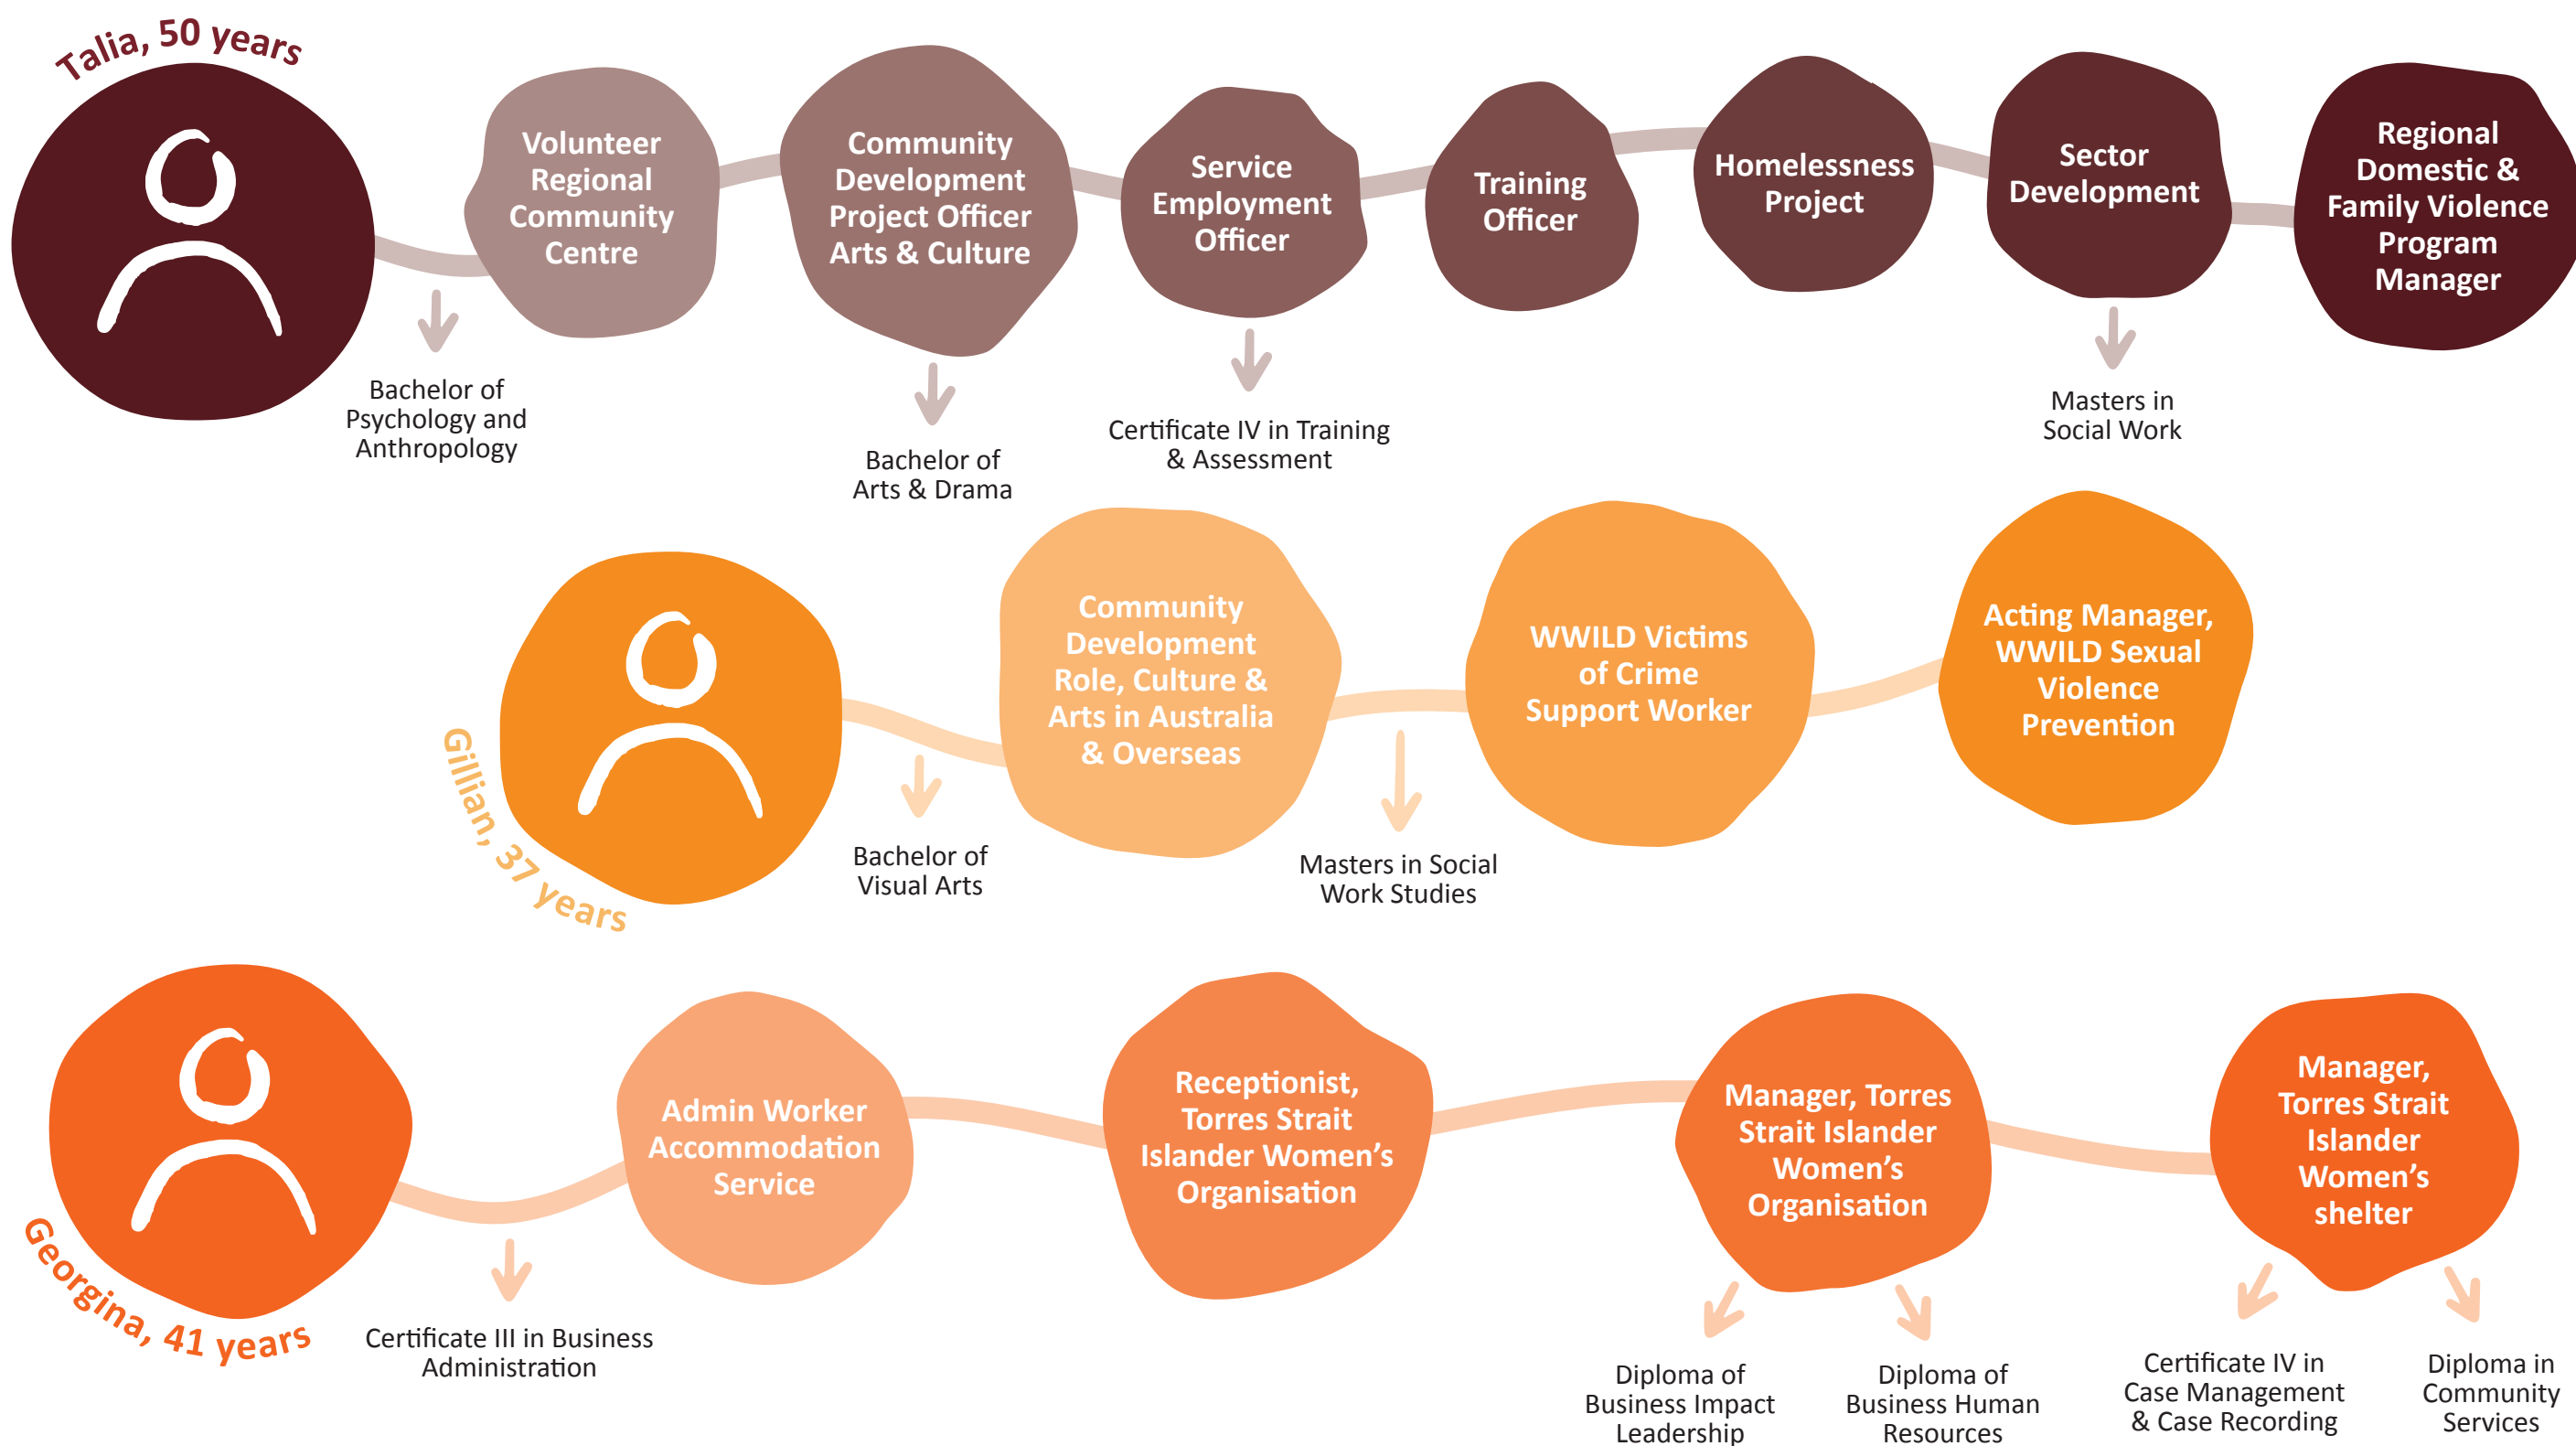 Talia, 50 years
Volunteer
Regional
Community
Centre
Community
Development
Project Officer
Arts & Culture
Service
Employment
Officer
Training
Officer
Homelessness
Project
Sector
Development
Regional
Domestic &
Family Violence
Program
Manager
Bachelor of
Psychology and
Anthropology
Bachelor of
Arts & Drama
Certificate IV in Training
& Assessment
Masters in
Social Work
Gillian, 37 years
Community
Development
Role, Culture &
Arts in Australia
& Overseas
WWILD Victims
of Crime
Support Worker
Acting Manager,
WWILD Sexual
Violence
Prevention
Bachelor of
Visual Arts
Masters in Social
Work Studies
Georgina, 41 years
Admin Worker
Accommodation
Service
Receptionist,
Torres Strait
Islander Women’s
Organisation
Manager, Torres
Strait Islander
Women’s
Organisation
Manager,
Torres Strait
Islander
Women’s
shelter
Certificate III in Business
Administration
Diploma of
Business Impact
Leadership
Diploma of
Business Human
Resources
Certificate IV in
Case Management
& Case Recording
Diploma in
Community
Services